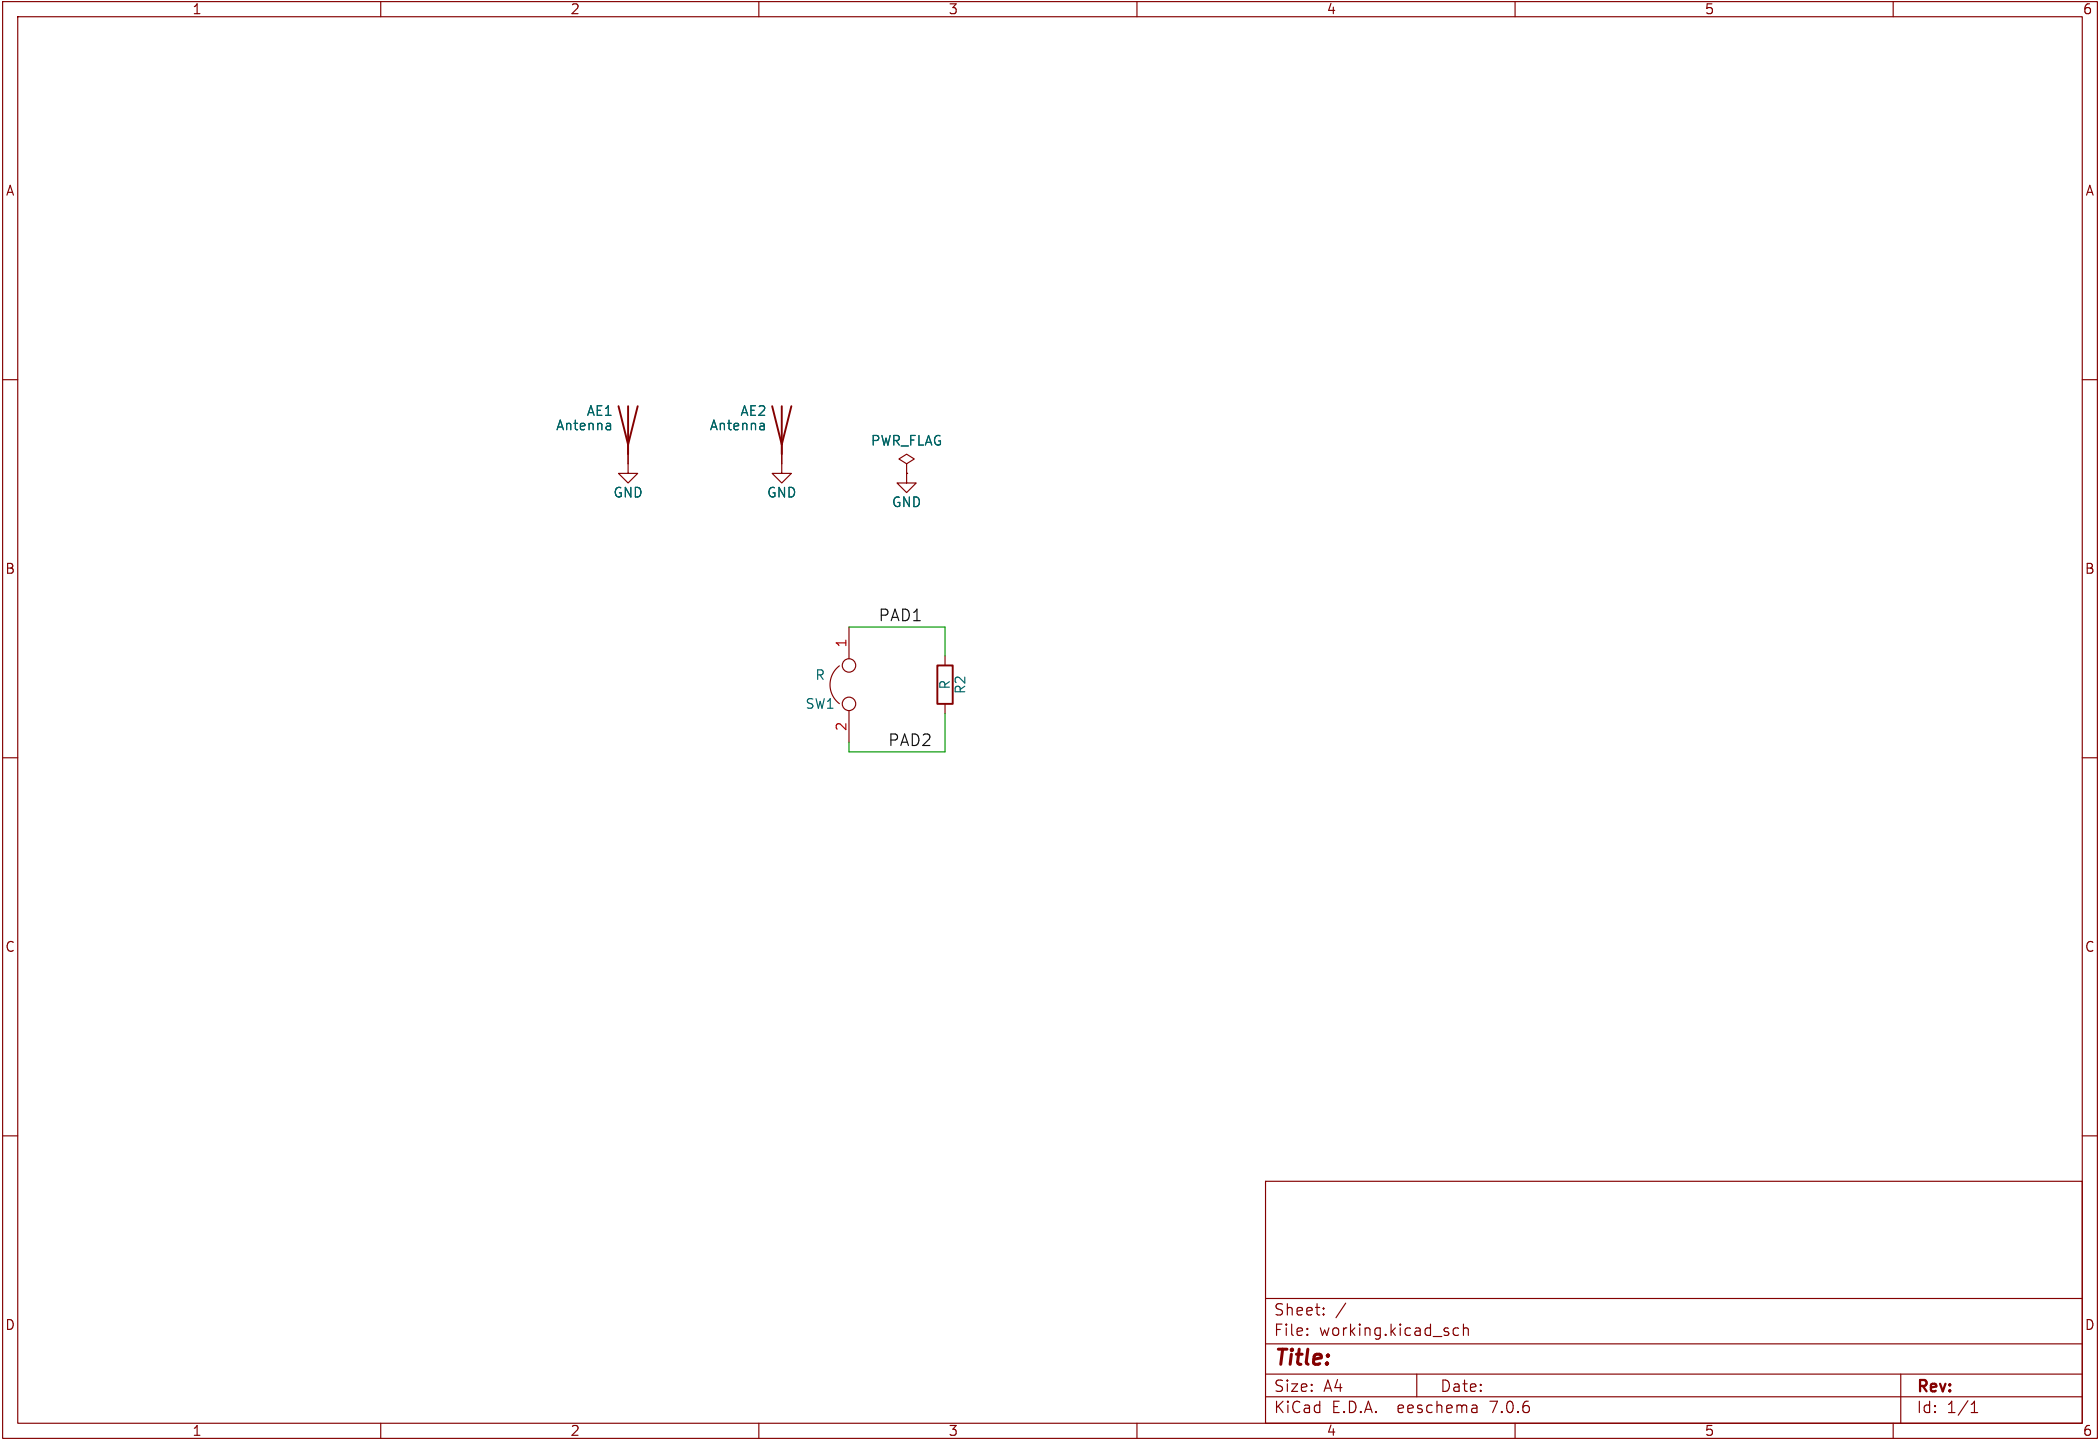 1 2 3 4 5 6
A A
AE1
Antenna
AE2
Antenna
PWR_FLAG
GND
GND
GND
B B
PAD1
1
R
R
R2
SW1
2
PAD2
C C
Sheet: /
D D
File: working.kicad_sch
Title:
Size: A4 Date: Rev:
KiCad E.D.A. eeschema 7.0.6 Id: 1/1
1 2 3 4 5 6